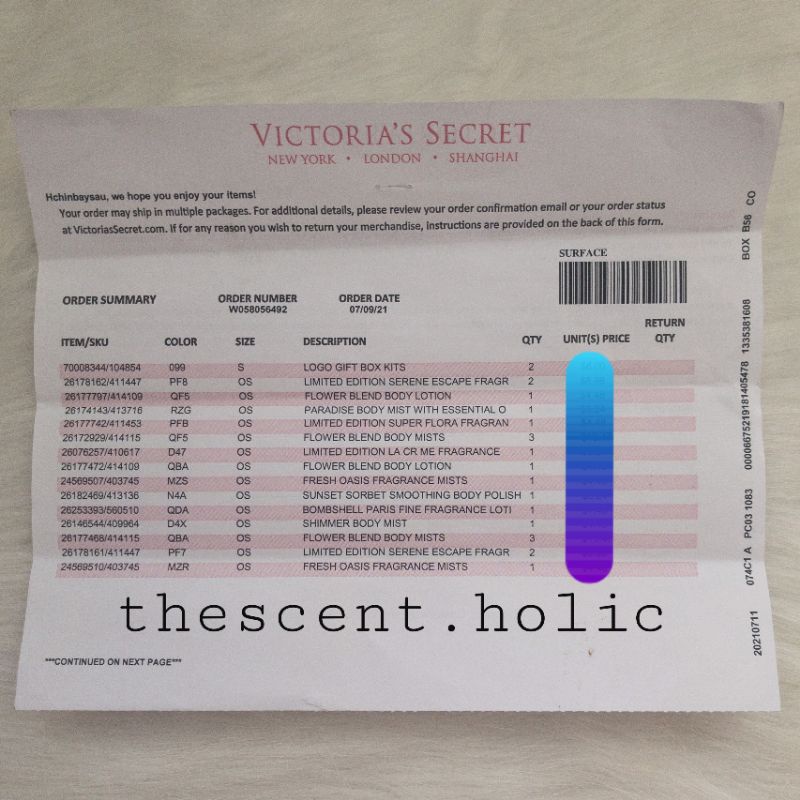 VICTORIA'S SECRET
NEW YORK • LONDON • SHANGHAI
Hchinbaysau, we hope you enjoy your items!
Your order may ship in multiple packages. For additional details, please review your order confirmation email or your order status
at VictoriasSecret.com. If for any reason you wish to return your merchandise, instructions are provided on the back of this form.
SURFACE
ORDER SUMMARY ORDER NUMBER ORDER DATE
W058056492 07/09/21
RETURN
ITEM/SKU COLOR SIZE DESCRIPTION QTY UNIT(S) PRICE QTY
70008344/104854 099 S LOGO GIFT BOX KITS 2
26178162/411447 PF8 OS LIMITED EDITION SERENE ESCAPE FRAGR 2
26177797/414109 QF5 OS FLOWER BLEND BODY LOTION 1
26174143/413716 RZG OS PARADISE BODY MIST WITH ESSENTIAL O 1
26177742/411453 PFB OS LIMITED EDITION SUPER FLORA FRAGRAN 1
26172929/414115 QF5 OS FLOWER BLEND BODY MISTS 3
26076257/410617 D47 OS LIMITED EDITION LA CR ME FRAGRANCE 1
26177472/414109 QBA OS FLOWER BLEND BODY LOTION 1
24569507/403745 MZS OS FRESH OASIS FRAGRANCE MISTS 1
26182469/413136 N4A OS SUNSET SORBET SMOOTHING BODY POLISH 1
26253393/560510 QDA OS BOMBSHELL PARIS FINE FRAGRANCE LOTI 1
26146544/409964 D4X OS SHIMMER BODY MIST 1
26177468/414115 QBA OS FLOWER BLEND BODY MISTS 3
26178161/411447 PF7 OS LIMITED EDITION SERENE ESCAPE FRAGR 2
24569510/403745 MZR OS FRESH OASIS FRAGRANCE MISTS 1
thescent.holic
***CONTINUED ON NEXT PAGE***
20210711 074C1 A PC03 1083 00006675219181405478 1335381608 BOX B56 CO